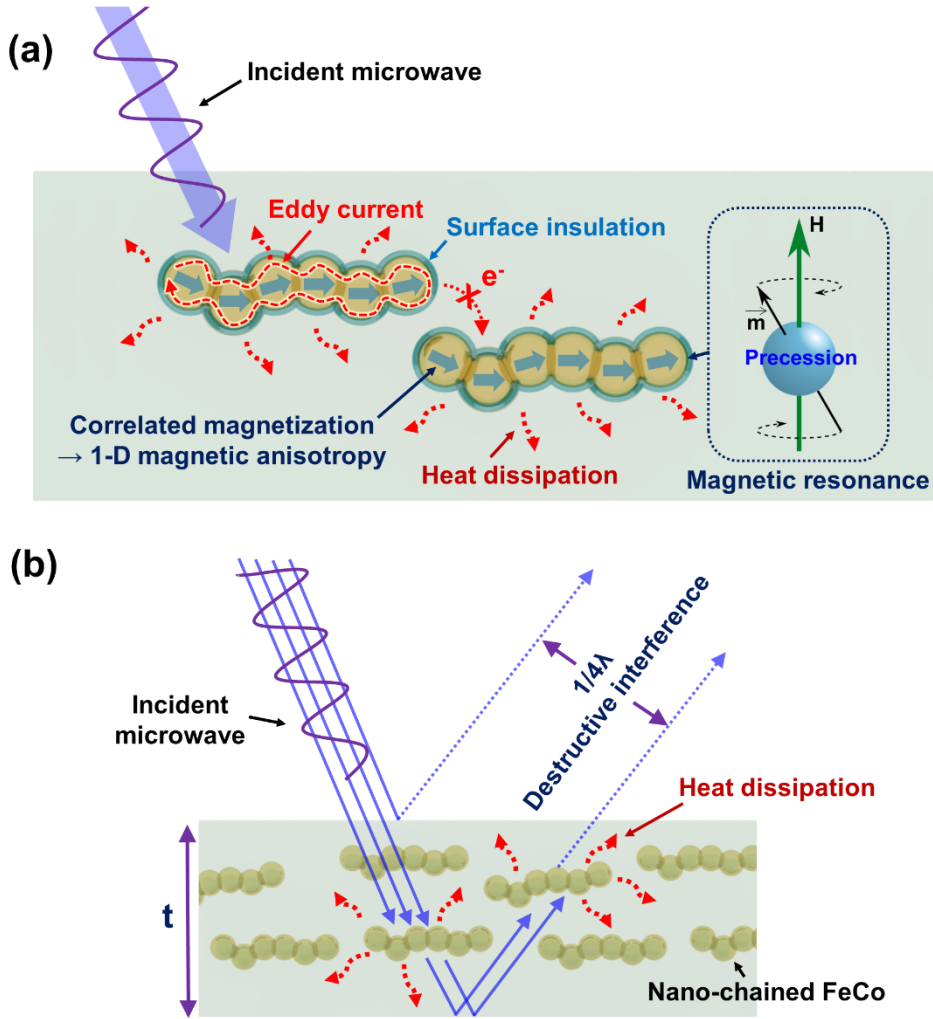 (a)
Incident microwave
Eddy current
Surface insulation
e⁻
H
m
Precession
Correlated magnetization
→ 1-D magnetic anisotropy
Heat dissipation
Magnetic resonance
(b)
Incident
microwave
1/4λ
Destructive interference
Heat dissipation
t
Nano-chained FeCo